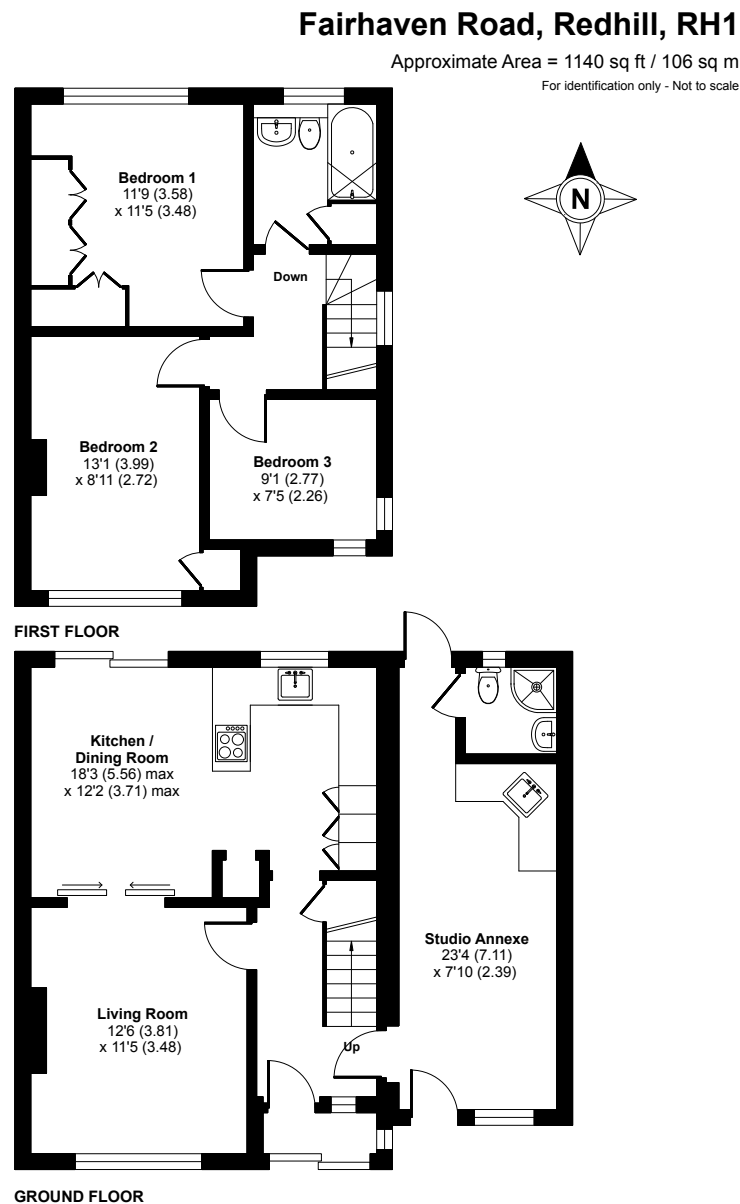 Fairhaven Road, Redhill, RH1
Approximate Area = 1140 sq ft / 106 sq m
For identification only - Not to scale
N
Bedroom 1
11'9 (3.58)
x 11'5 (3.48)
Down
Bedroom 2
13'1 (3.99)
x 8'11 (2.72)
Bedroom 3
9'1 (2.77)
x 7'5 (2.26)
FIRST FLOOR
Kitchen /
Dining Room
18'3 (5.56) max
x 12'2 (3.71) max
Studio Annexe
23'4 (7.11)
x 7'10 (2.39)
Living Room
12'6 (3.81)
x 11'5 (3.48)
Up
GROUND FLOOR